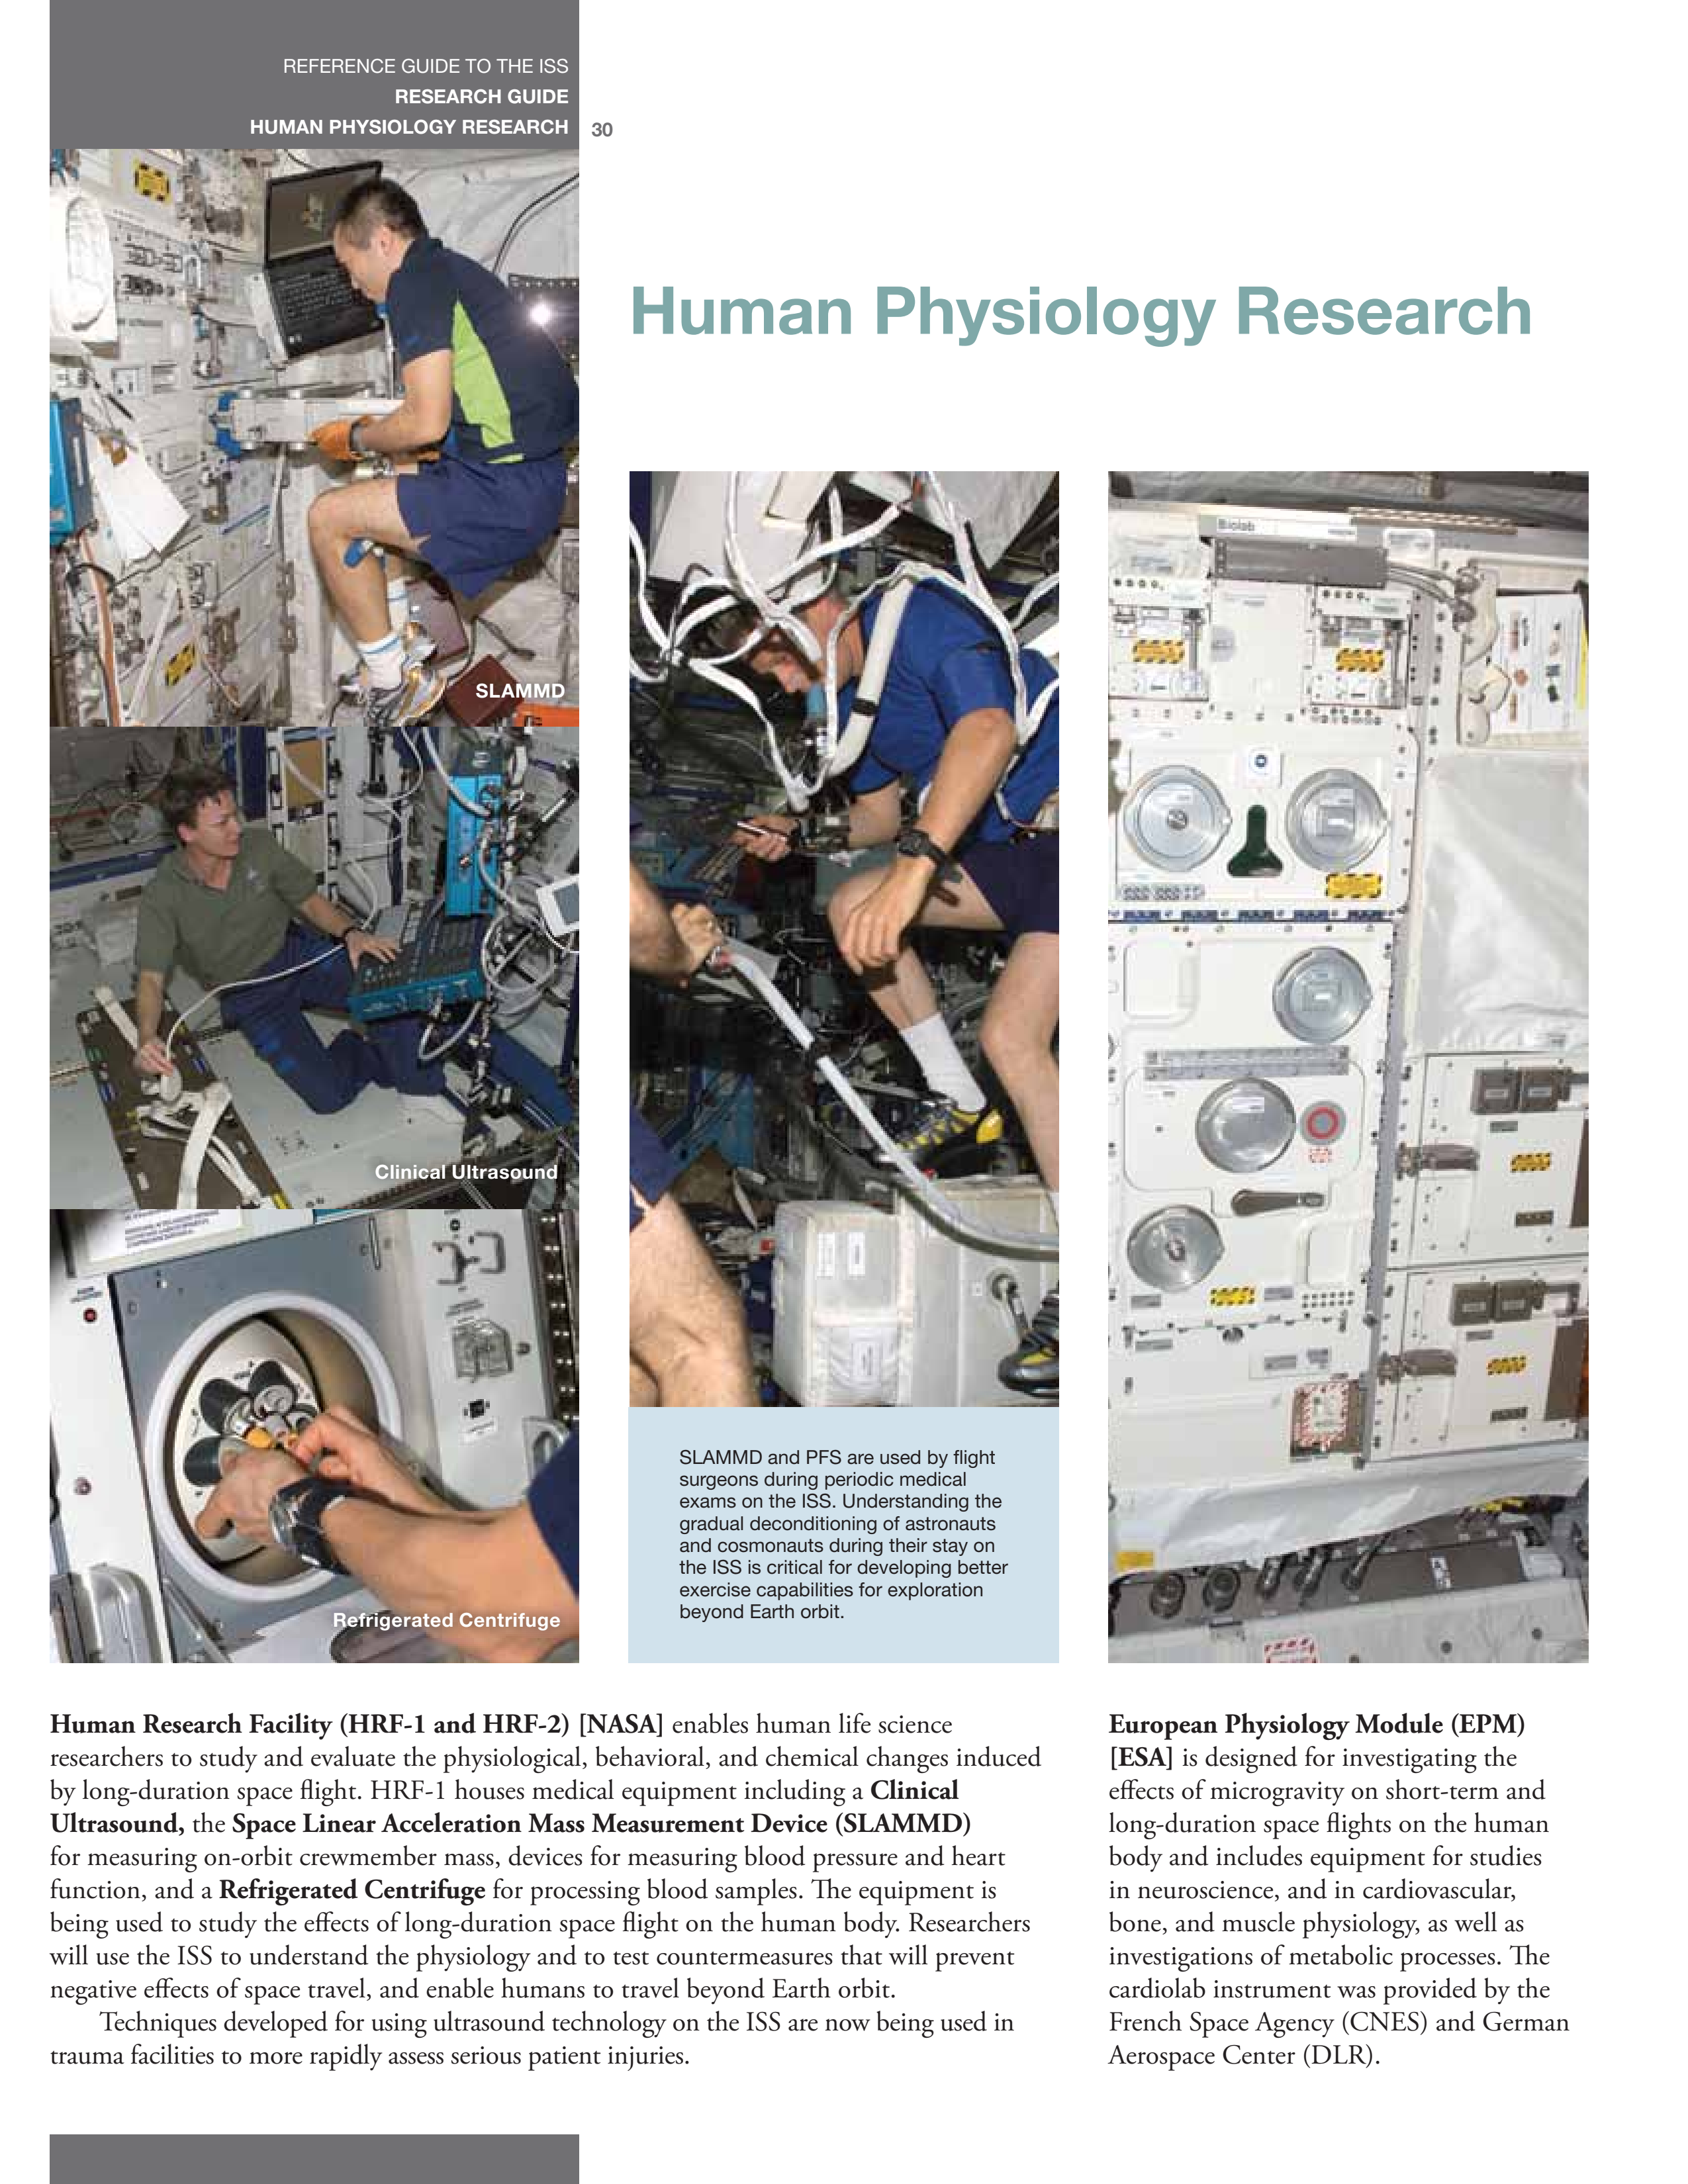 REFERENCE GUIDE TO THE ISS
RESEARCH GUIDE
HUMAN PHYSIOLOGY RESEARCH
30
Human Physiology Research
SLAMMD
Clinical Ultrasound
Refrigerated Centrifuge
Biolab
SLAMMD and PFS are used by flight
surgeons during periodic medical
exams on the ISS. Understanding the
gradual deconditioning of astronauts
and cosmonauts during their stay on
the ISS is critical for developing better
exercise capabilities for exploration
beyond Earth orbit.
Human Research Facility (HRF-1 and HRF-2) [NASA] enables human life science
researchers to study and evaluate the physiological, behavioral, and chemical changes induced
by long-duration space flight. HRF-1 houses medical equipment including a Clinical
Ultrasound, the Space Linear Acceleration Mass Measurement Device (SLAMMD)
for measuring on-orbit crewmember mass, devices for measuring blood pressure and heart
function, and a Refrigerated Centrifuge for processing blood samples. The equipment is
being used to study the effects of long-duration space flight on the human body. Researchers
will use the ISS to understand the physiology and to test countermeasures that will prevent
negative effects of space travel, and enable humans to travel beyond Earth orbit.
Techniques developed for using ultrasound technology on the ISS are now being used in
trauma facilities to more rapidly assess serious patient injuries.
European Physiology Module (EPM)
[ESA] is designed for investigating the
effects of microgravity on short-term and
long-duration space flights on the human
body and includes equipment for studies
in neuroscience, and in cardiovascular,
bone, and muscle physiology, as well as
investigations of metabolic processes. The
cardiolab instrument was provided by the
French Space Agency (CNES) and German
Aerospace Center (DLR).